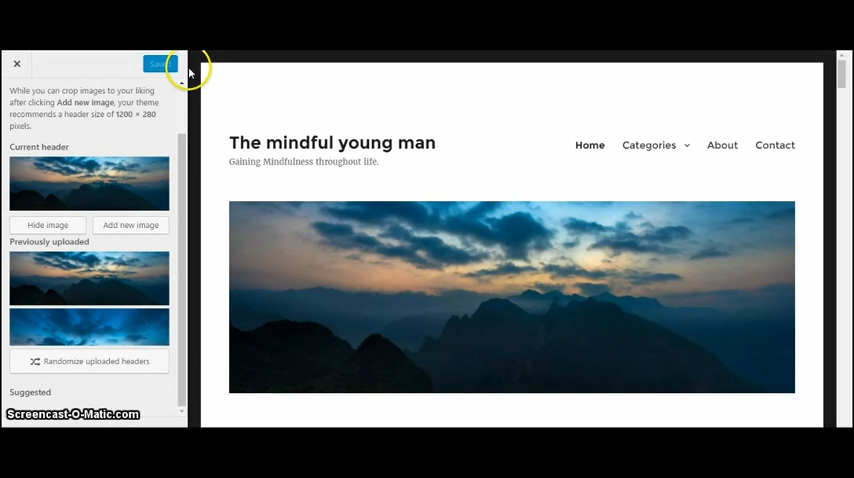 Saved
While you can crop images to your liking
after clicking Add new image, your theme
recommends a header size of 1200 × 280
pixels.
Current header
Hide image
Add new image
Previously uploaded
Randomize uploaded headers
Suggested
The mindful young man
Gaining Mindfulness throughout life.
Home Categories About Contact
Screencast-O-Matic.com